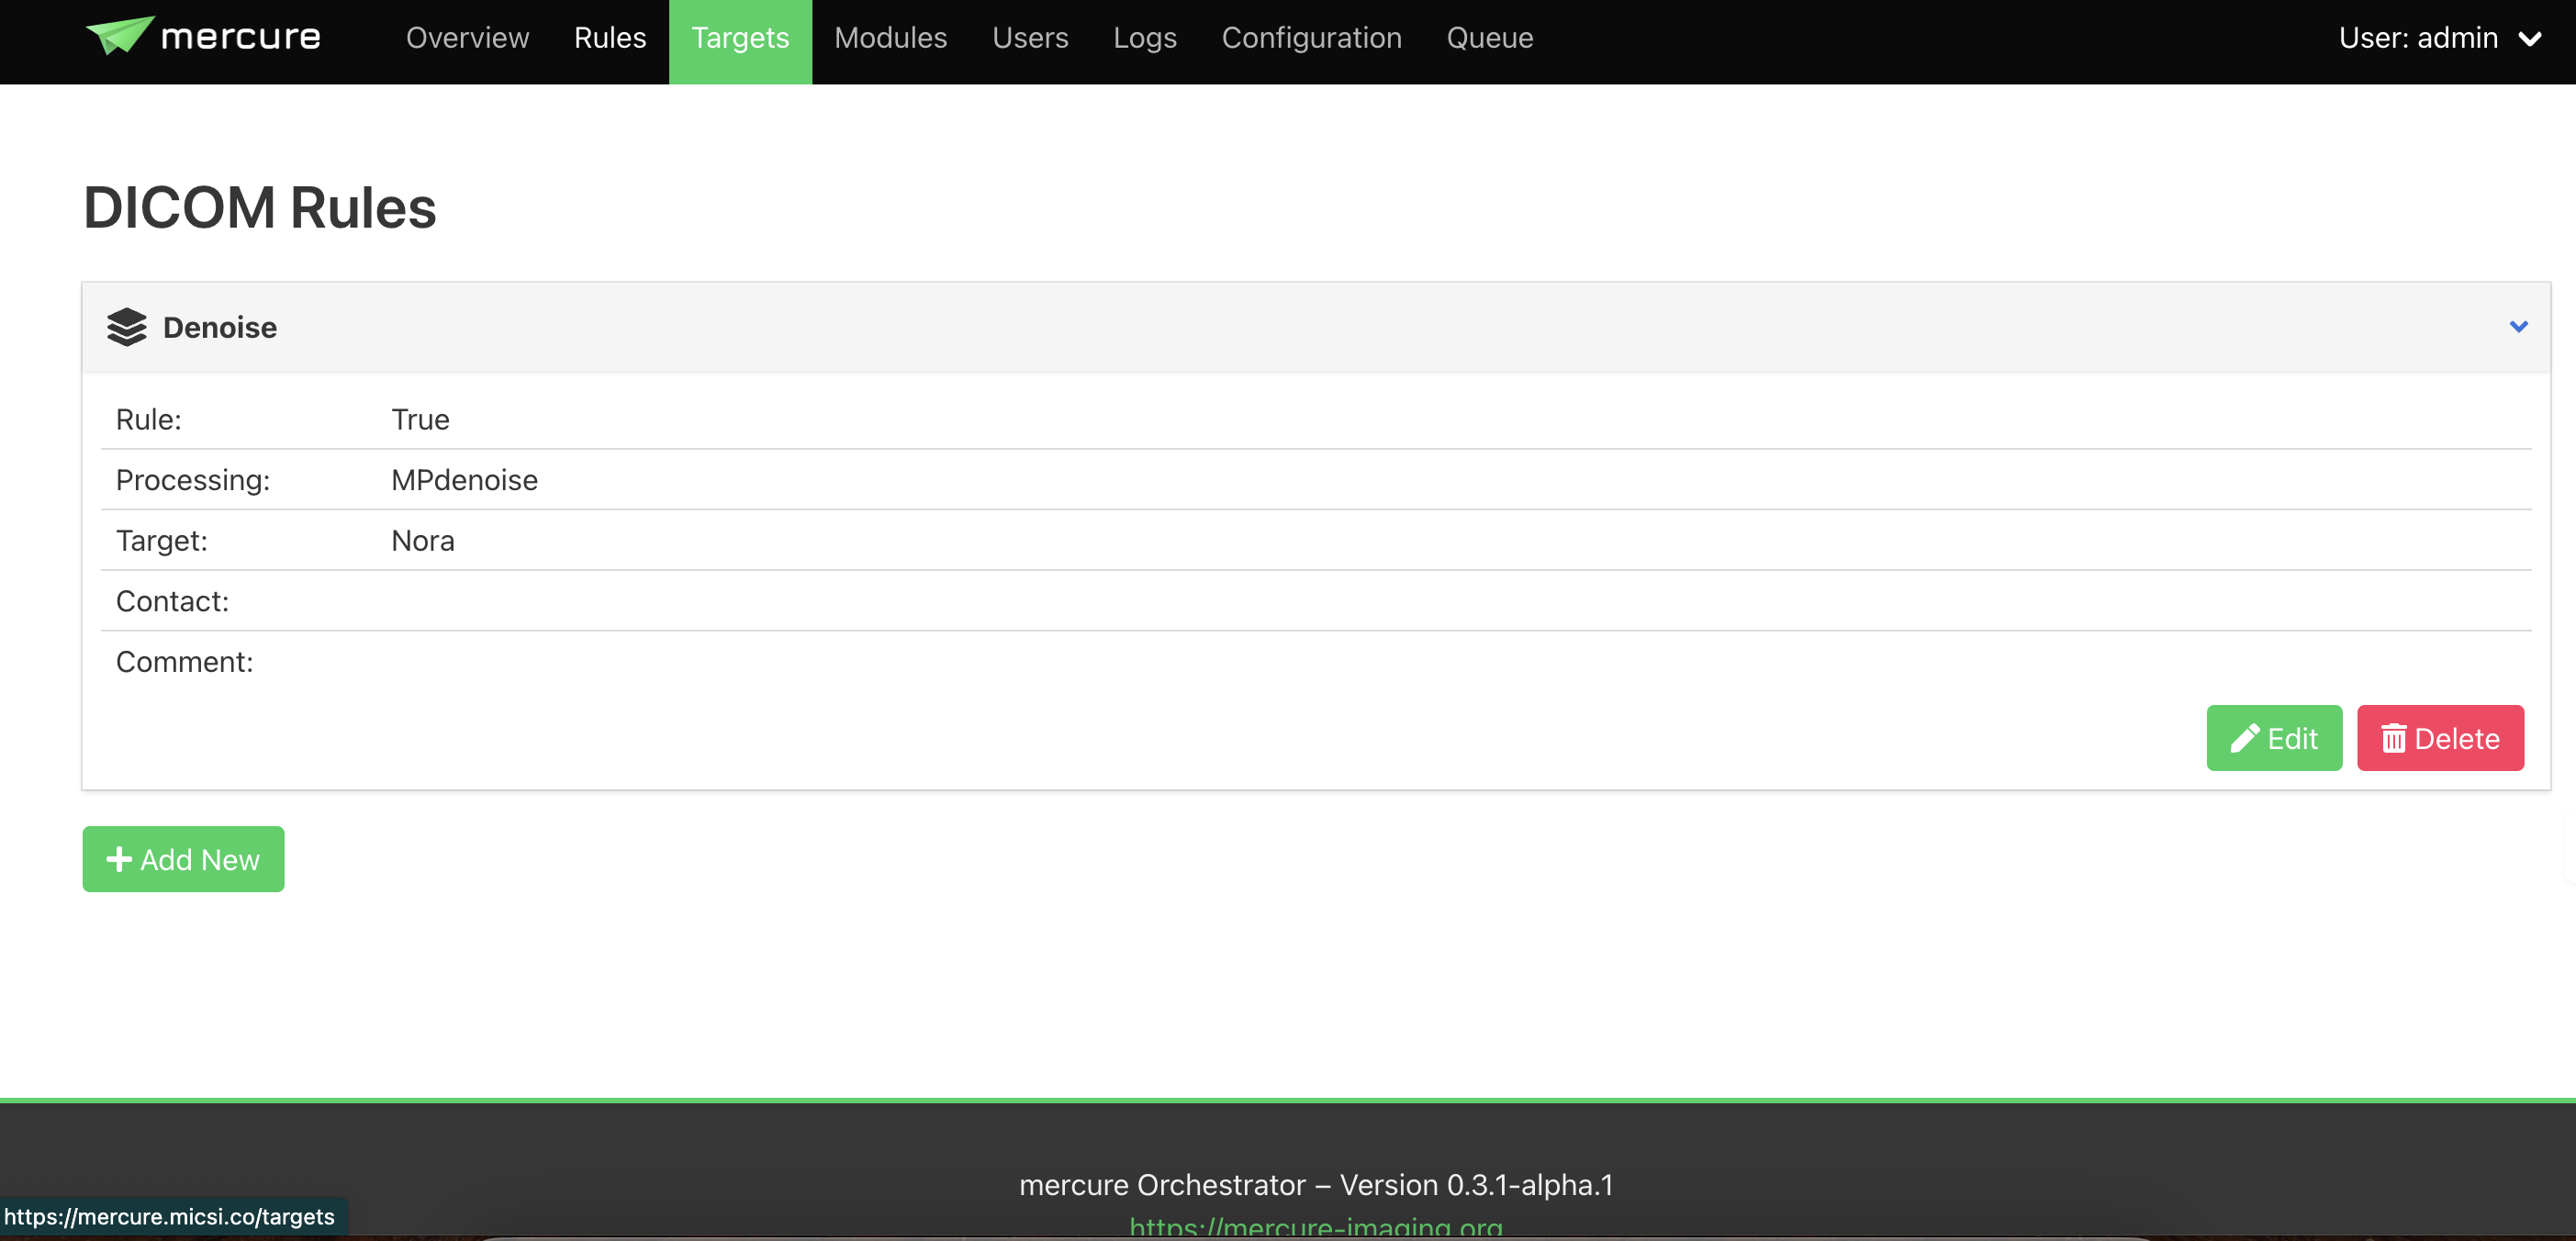 mercure Overview Rules Targets Modules Users Logs Configuration Queue User: admin
DICOM Rules
Denoise
Rule: True
Processing: MPdenoise
Target: Nora
Contact:
Comment:
Edit Delete
Add New
mercure Orchestrator – Version 0.3.1-alpha.1
https://mercure.micsi.co/targets
https://mercure-imaging.org